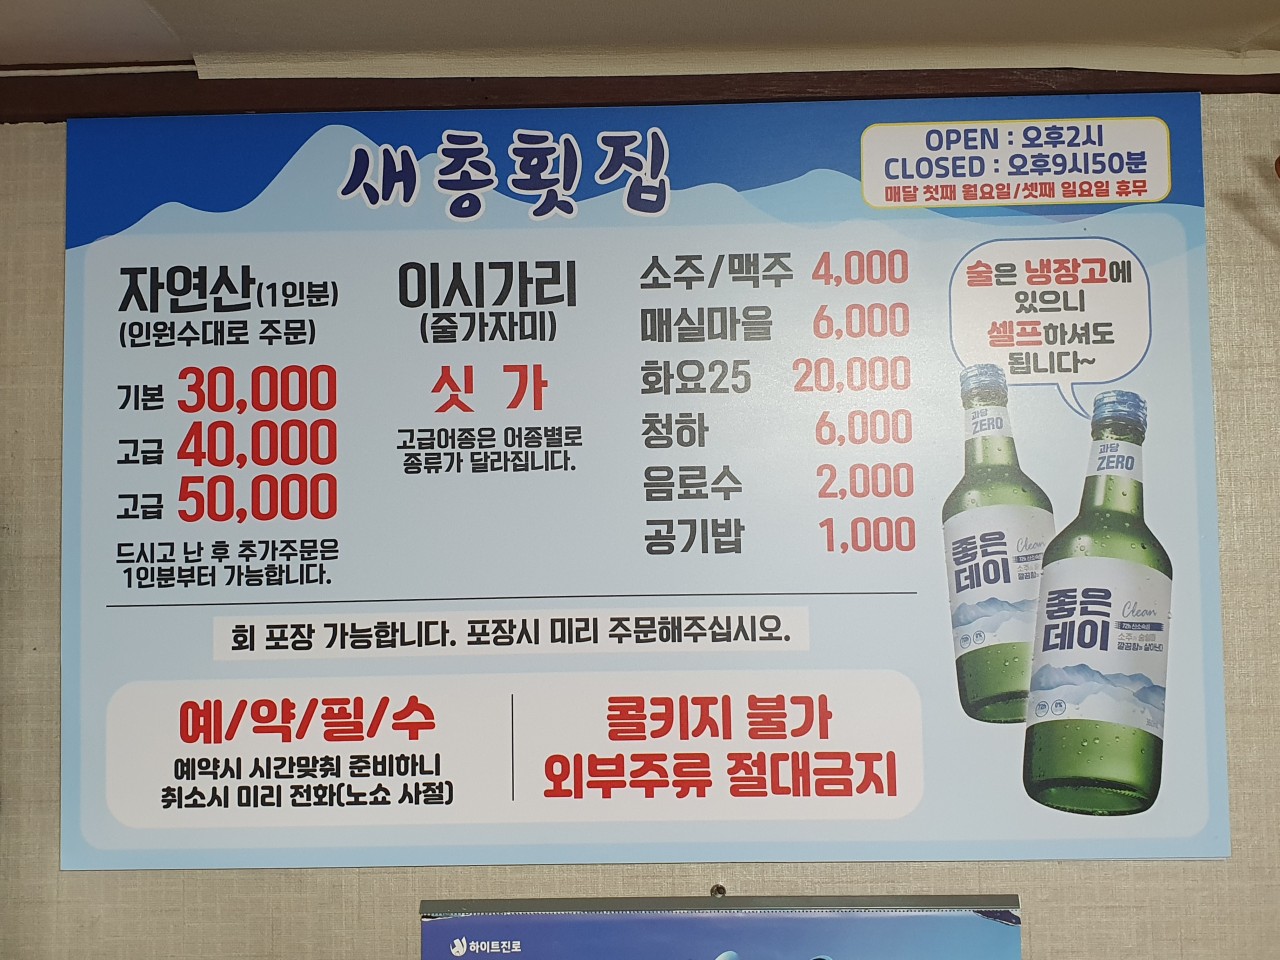 새총횟집
OPEN : 오후2시
CLOSED : 오후9시50분
매달 첫째 월요일/셋째 일요일 휴무
자연산(1인분)
(인원수대로 주문)
기본 30,000
고급 40,000
고급 50,000
드시고 난 후 추가주문은
1인분부터 가능합니다.
이시가리
(줄가자미)
싯 가
고급어종은 어종별로
종류가 달라집니다.
소주/맥주 4,000
매실마을 6,000
화요25 20,000
청하 6,000
음료수 2,000
공기밥 1,000
술은 냉장고에
있으니
셀프하셔도
됩니다~
과당
ZERO
좋은
데이
Clean
과당
ZERO
좋은
데이
Clean
깔끔함이 살아난다
회 포장 가능합니다. 포장시 미리 주문해주십시오.
예/약/필/수
예약시 시간맞춰 준비하니
취소시 미리 전화(노쇼 사절)
콜키지 불가
외부주류 절대금지
하이트진로